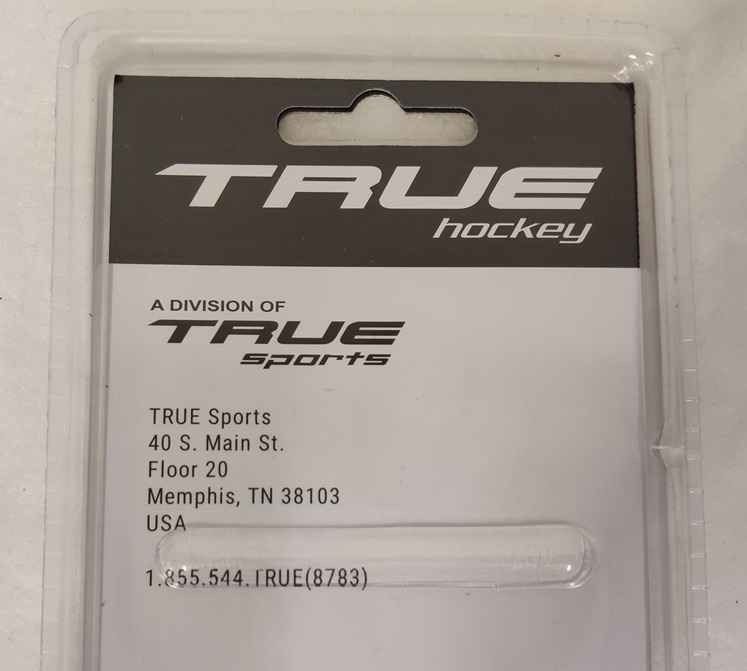 TRUE
hockey
A DIVISION OF
TRUE
sports
TRUE Sports
40 S. Main St.
Floor 20
Memphis, TN 38103
USA
1.855.544.TRUE(8783)